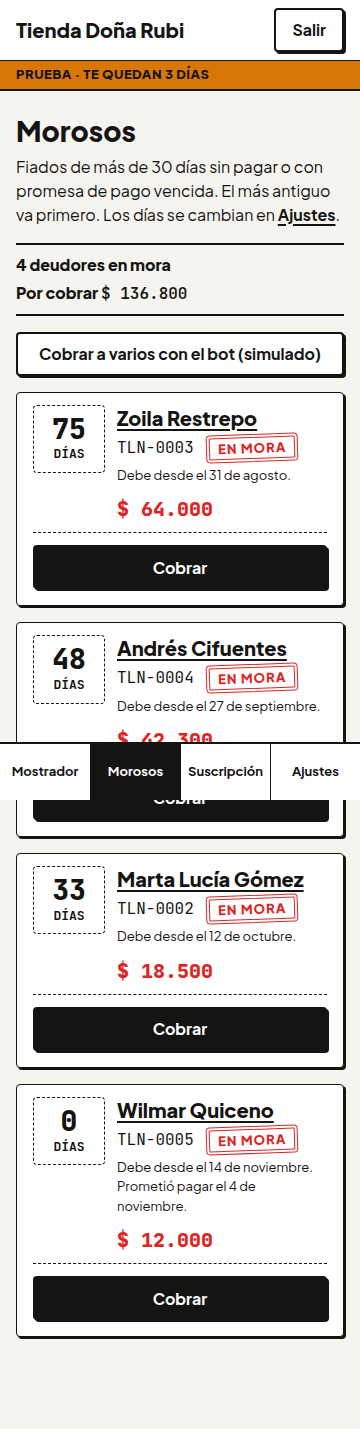 Tienda Doña Rubi
Salir
PRUEBA · TE QUEDAN 3 DÍAS
Morosos
Fiados de más de 30 días sin pagar o con
promesa de pago vencida. El más antiguo
va primero. Los días se cambian en Ajustes.
4 deudores en mora
Por cobrar $ 136.800
Cobrar a varios con el bot (simulado)
75
DÍAS
Zoila Restrepo
TLN-0003 EN MORA
Debe desde el 31 de agosto.
$ 64.000
Cobrar
48
DÍAS
Andrés Cifuentes
TLN-0004 EN MORA
Debe desde el 27 de septiembre.
$ 42.300
Mostrador Morosos Suscripción Ajustes
Cobrar
33
DÍAS
Marta Lucía Gómez
TLN-0002 EN MORA
Debe desde el 12 de octubre.
$ 18.500
Cobrar
0
DÍAS
Wilmar Quiceno
TLN-0005 EN MORA
Debe desde el 14 de noviembre.
Prometió pagar el 4 de
noviembre.
$ 12.000
Cobrar